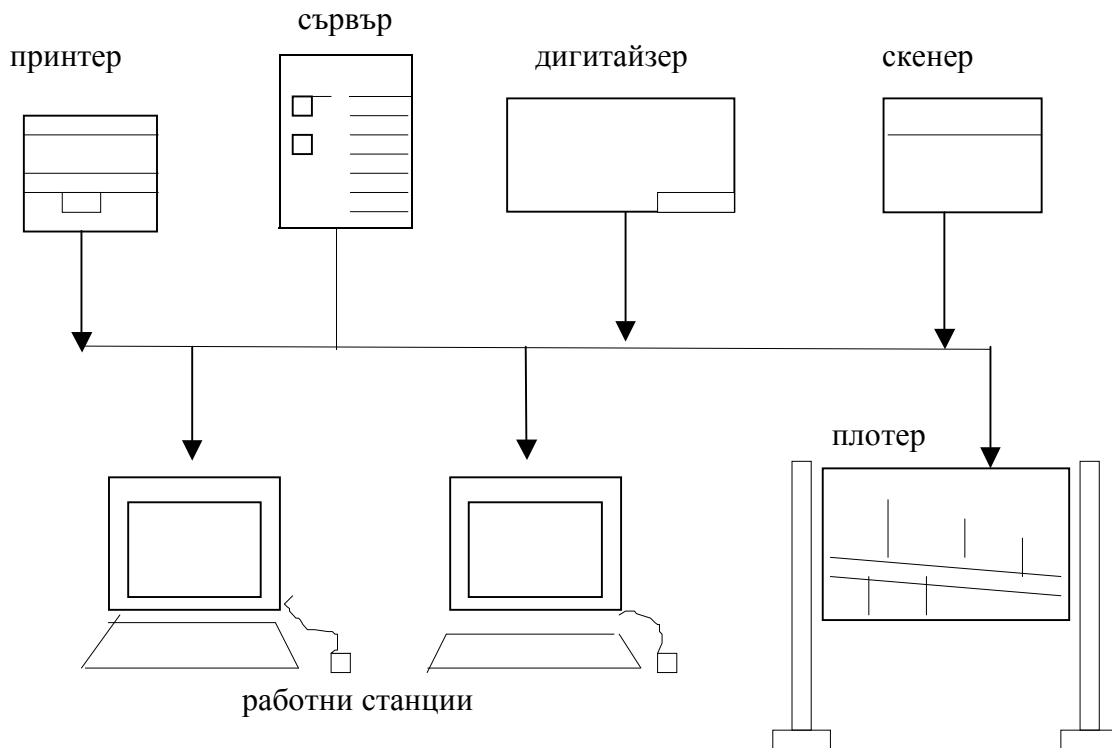 сървър
принтер
дигитайзер
скенер
плотер
работни станции